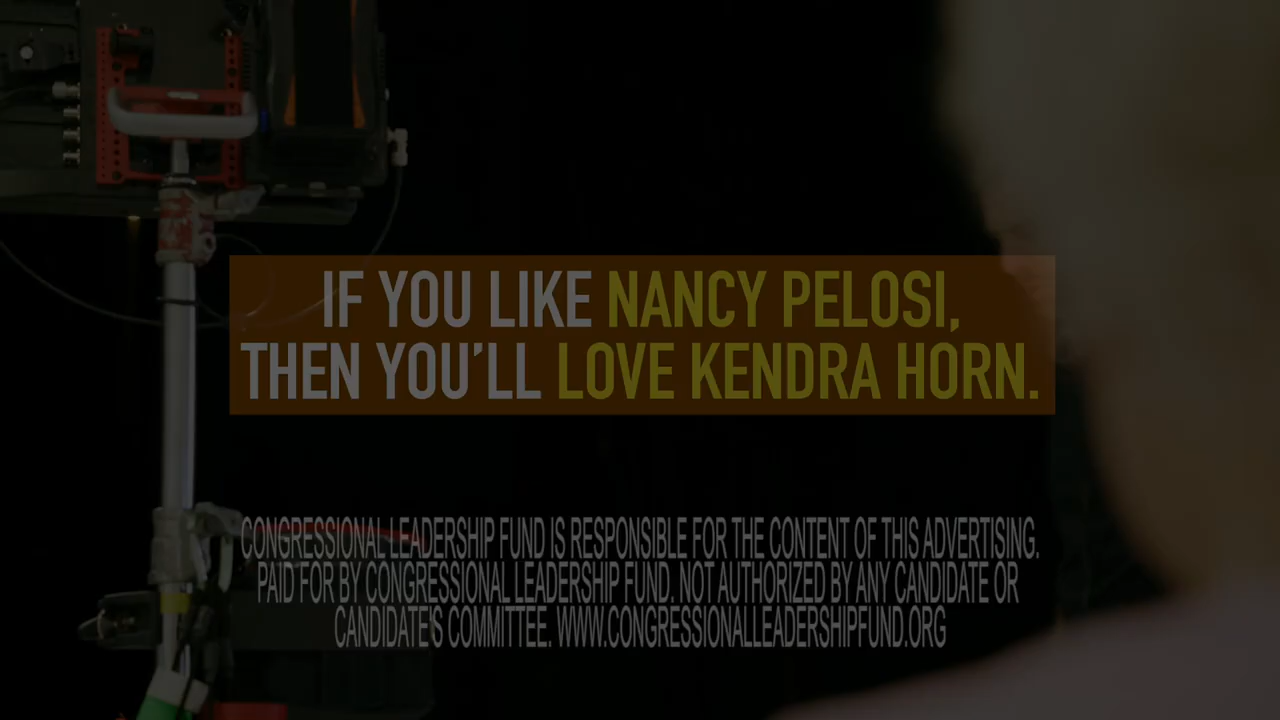 IF YOU LIKE NANCY PELOSI,
THEN YOU'LL LOVE KENDRA HORN.
CONGRESSIONAL LEADERSHIP FUND IS RESPONSIBLE FOR THE CONTENT OF THIS ADVERTISING.
PAID FOR BY CONGRESSIONAL LEADERSHIP FUND. NOT AUTHORIZED BY ANY CANDIDATE OR
CANDIDATE'S COMMITTEE. WWW.CONGRESSIONALLEADERSHIPFUND.ORG